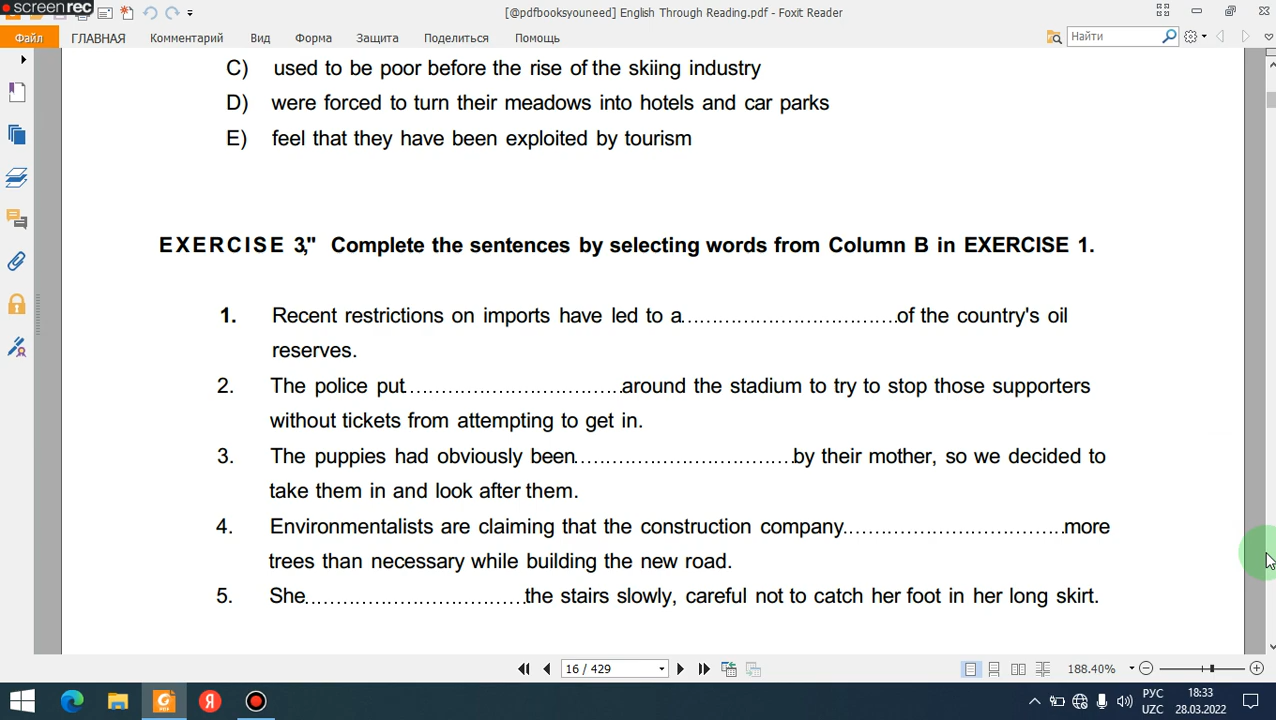 screenrec
[@pdfbooksyouneed] English Through Reading.pdf - Foxit Reader
Файл ГЛАВНАЯ Комментарий Вид Форма Защита Поделиться Помощь Найти
C) used to be poor before the rise of the skiing industry
D) were forced to turn their meadows into hotels and car parks
E) feel that they have been exploited by tourism
EXERCISE 3," Complete the sentences by selecting words from Column B in EXERCISE 1.
1. Recent restrictions on imports have led to a..................................of the country's oil
reserves.
2. The police put..................................around the stadium to try to stop those supporters
without tickets from attempting to get in.
3. The puppies had obviously been..................................by their mother, so we decided to
take them in and look after them.
4. Environmentalists are claiming that the construction company..................................more
trees than necessary while building the new road.
5. She..................................the stairs slowly, careful not to catch her foot in her long skirt.
16 / 429 188.40%
РУС 18:33
UZC 28.03.2022